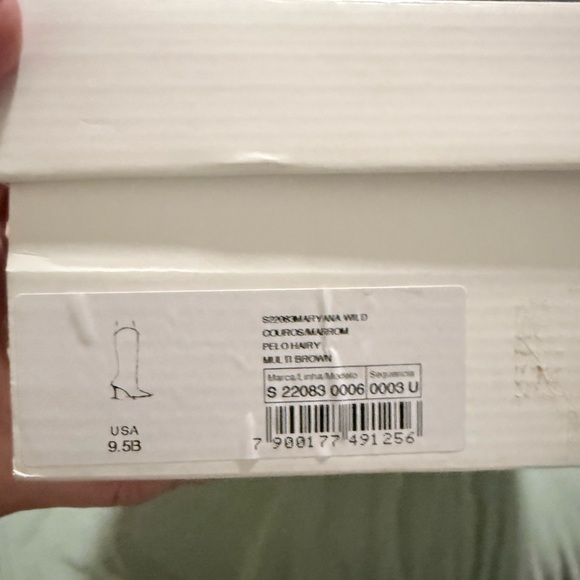 S22083MARYANA WILD
COUROS/MARROM
PELO HAIRY
MULTI BROWN
Marca/Linha/Modelo Sequencia
S 22083 0006 0003 U
7 900177 491256
USA
9.5B